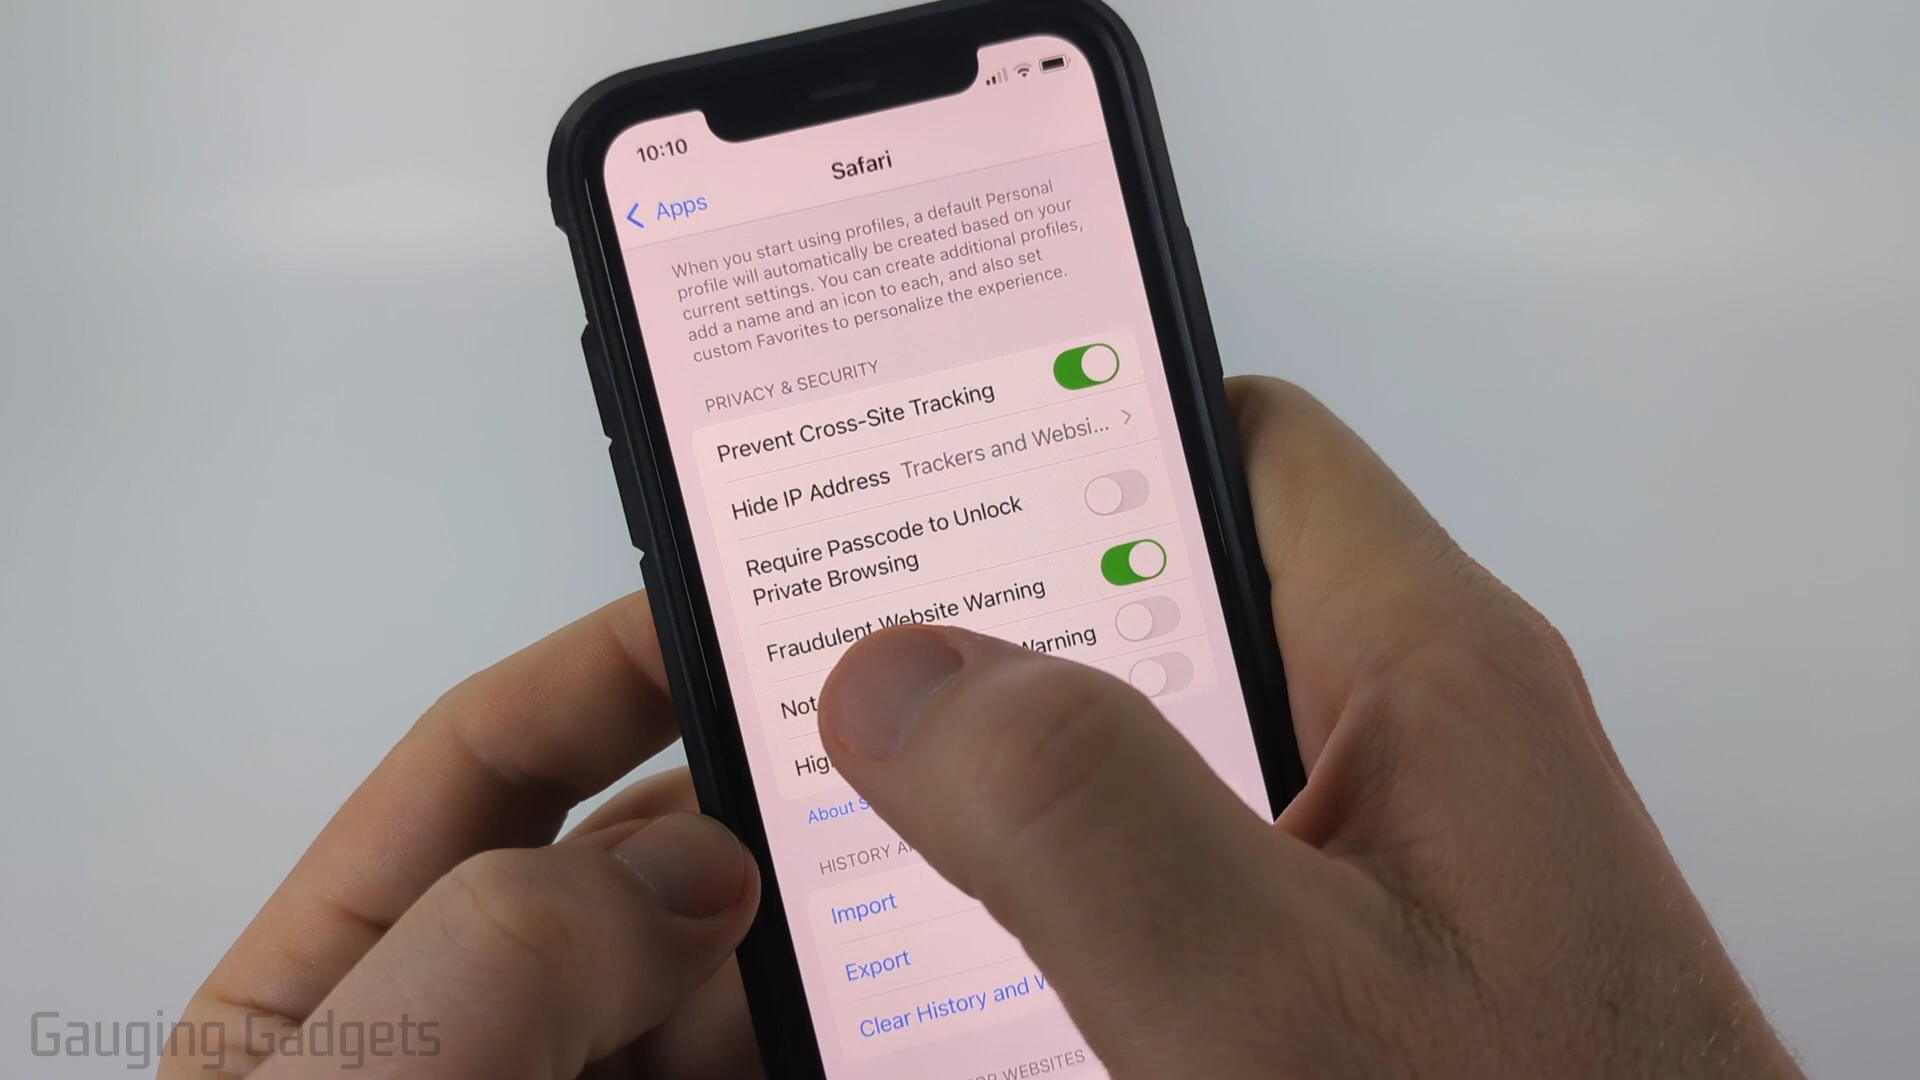 10:10
Safari
Apps
When you start using profiles, a default Personal
profile will automatically be created based on your
current settings. You can create additional profiles,
add a name and an icon to each, and also set
custom Favorites to personalize the experience.
PRIVACY & SECURITY
Prevent Cross-Site Tracking
Hide IP Address Trackers and Websi...
Require Passcode to Unlock
Private Browsing
Fraudulent Website Warning
Not Warning
Hig
About S
HISTORY A
Import
Export
Clear History and W
OR WEBSITES
Gauging Gadgets